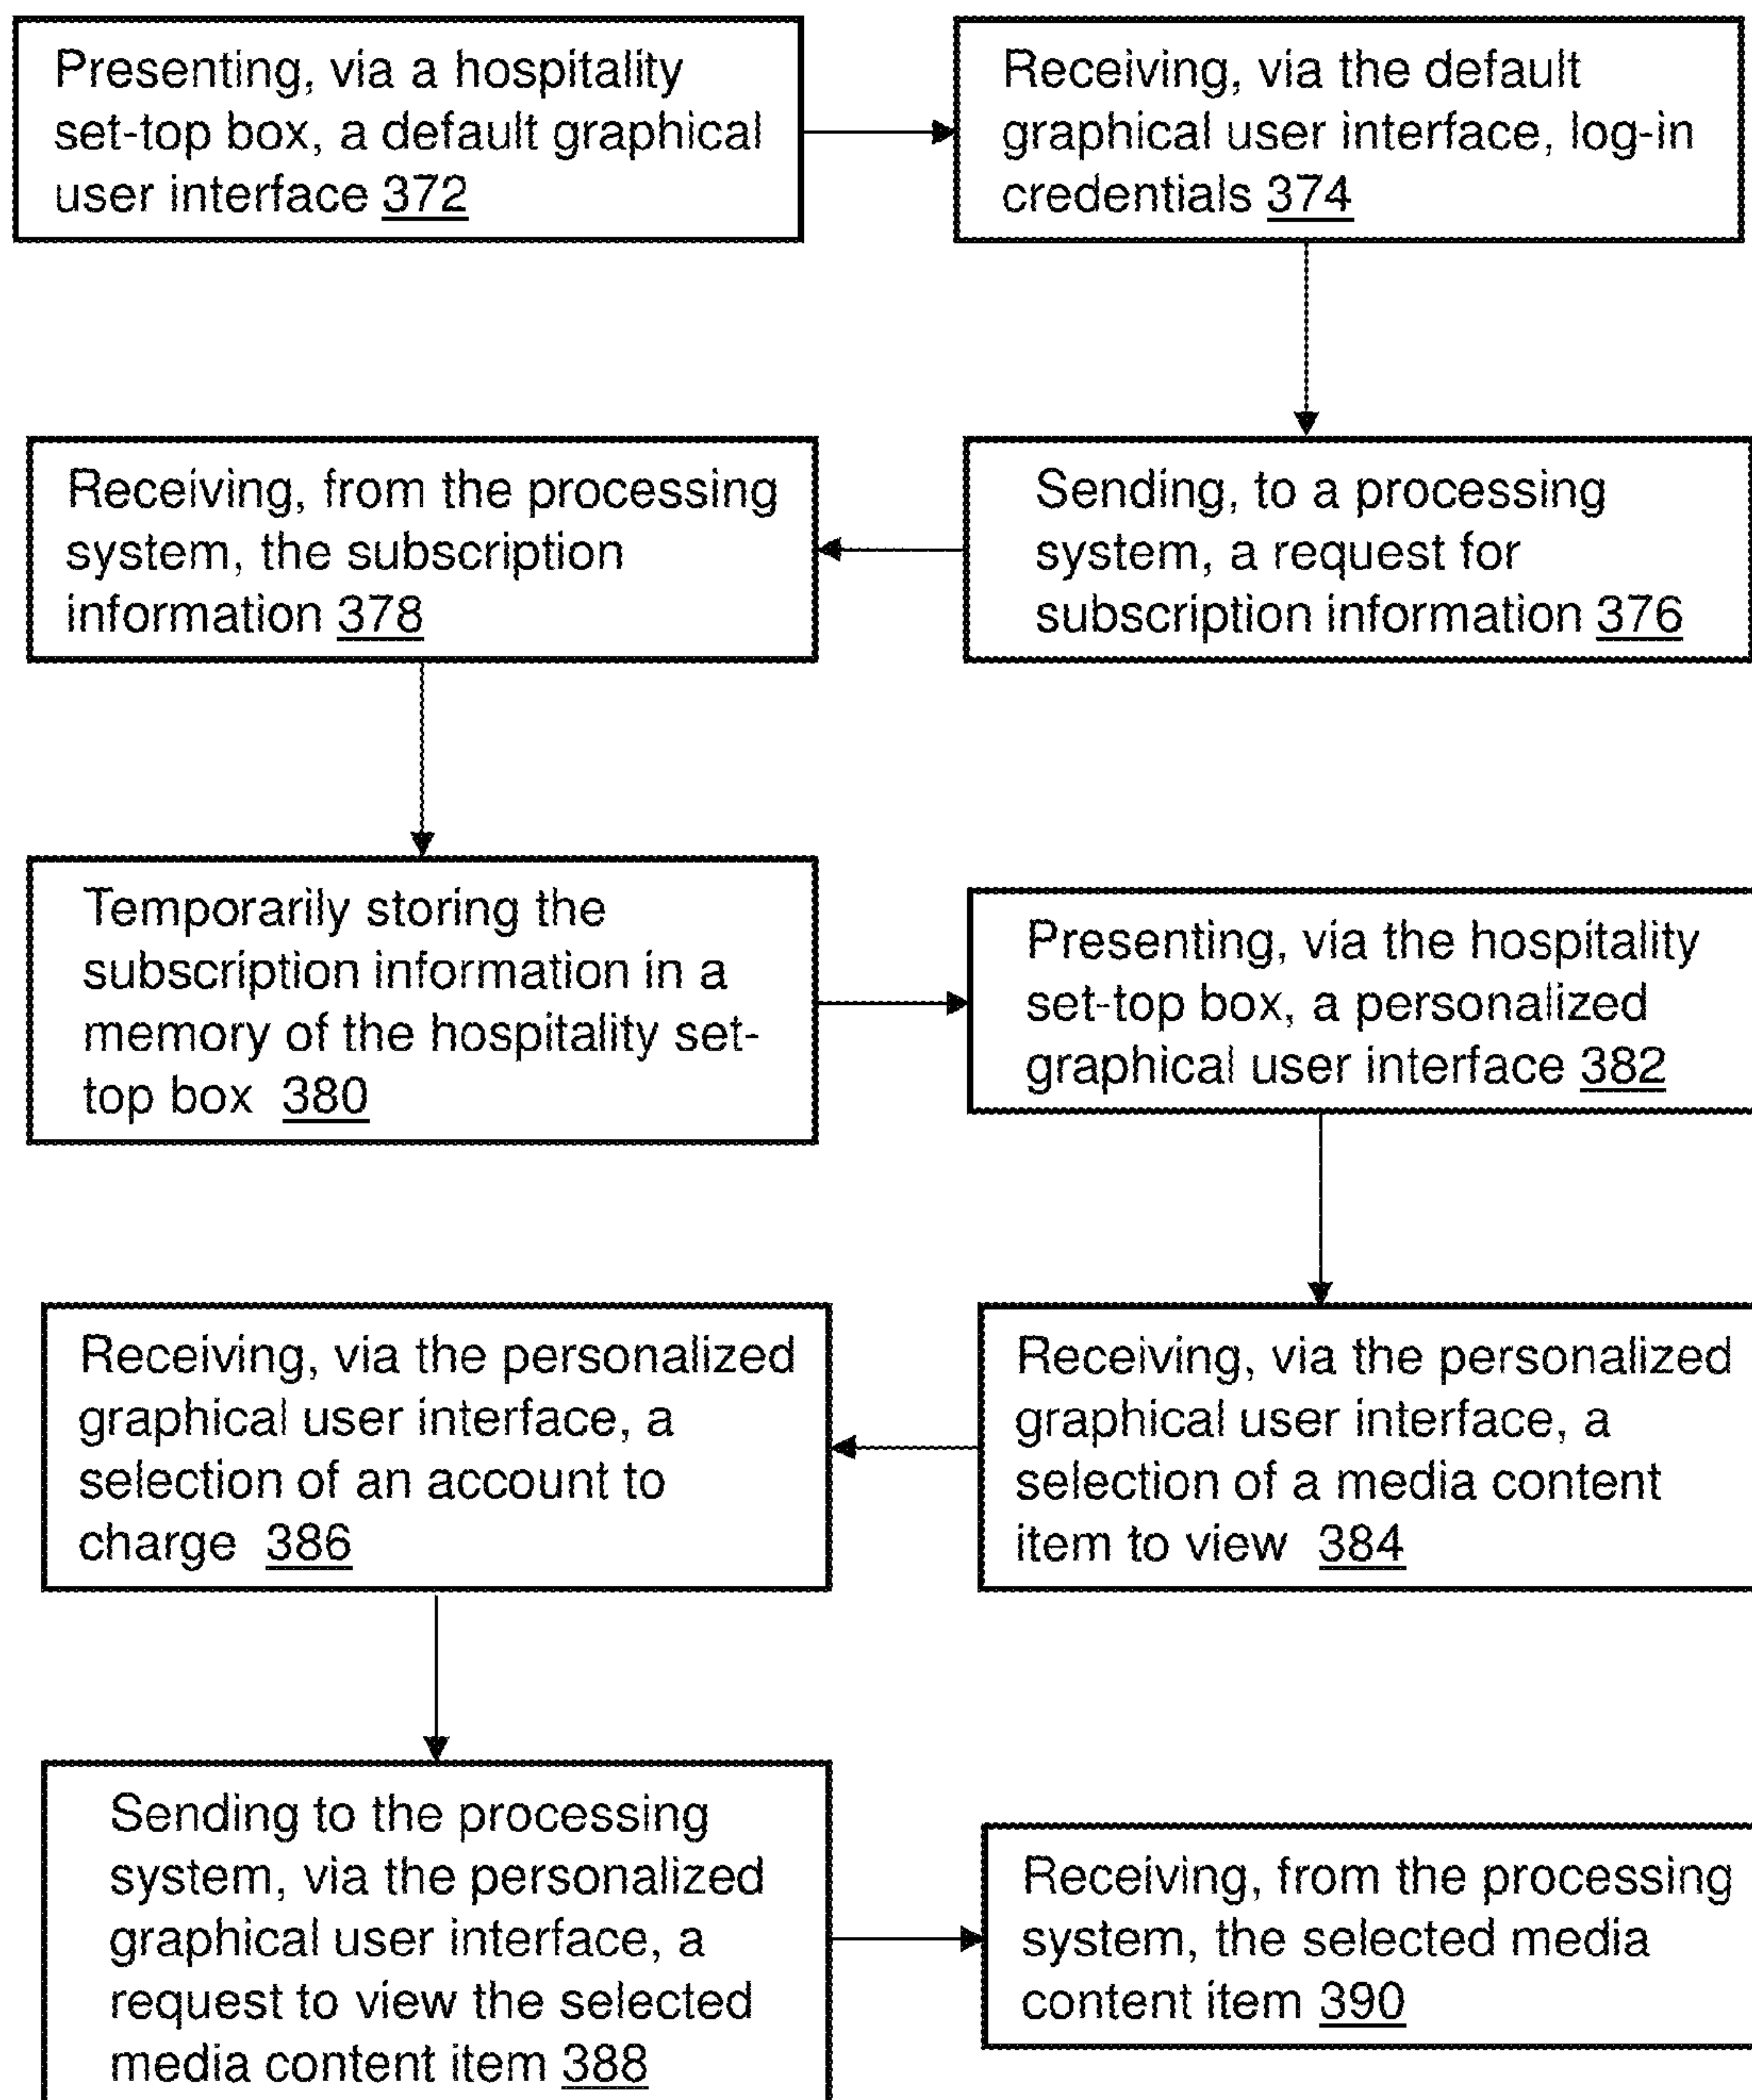 Presenting, via a hospitality
set-top box, a default graphical
user interface 372
Receiving, via the default
graphical user interface, log-in
credentials 374
Sending, to a processing
system, a request for
subscription information 376
Receiving, from the processing
system, the subscription
information 378
Temporarily storing the
subscription information in a
memory of the hospitality set-
top box 380
Presenting, via the hospitality
set-top box, a personalized
graphical user interface 382
Receiving, via the personalized
graphical user interface, a
selection of a media content
item to view 384
Receiving, via the personalized
graphical user interface, a
selection of an account to
charge 386
Sending to the processing
system, via the personalized
graphical user interface, a
request to view the selected
media content item 388
Receiving, from the processing
system, the selected media
content item 390